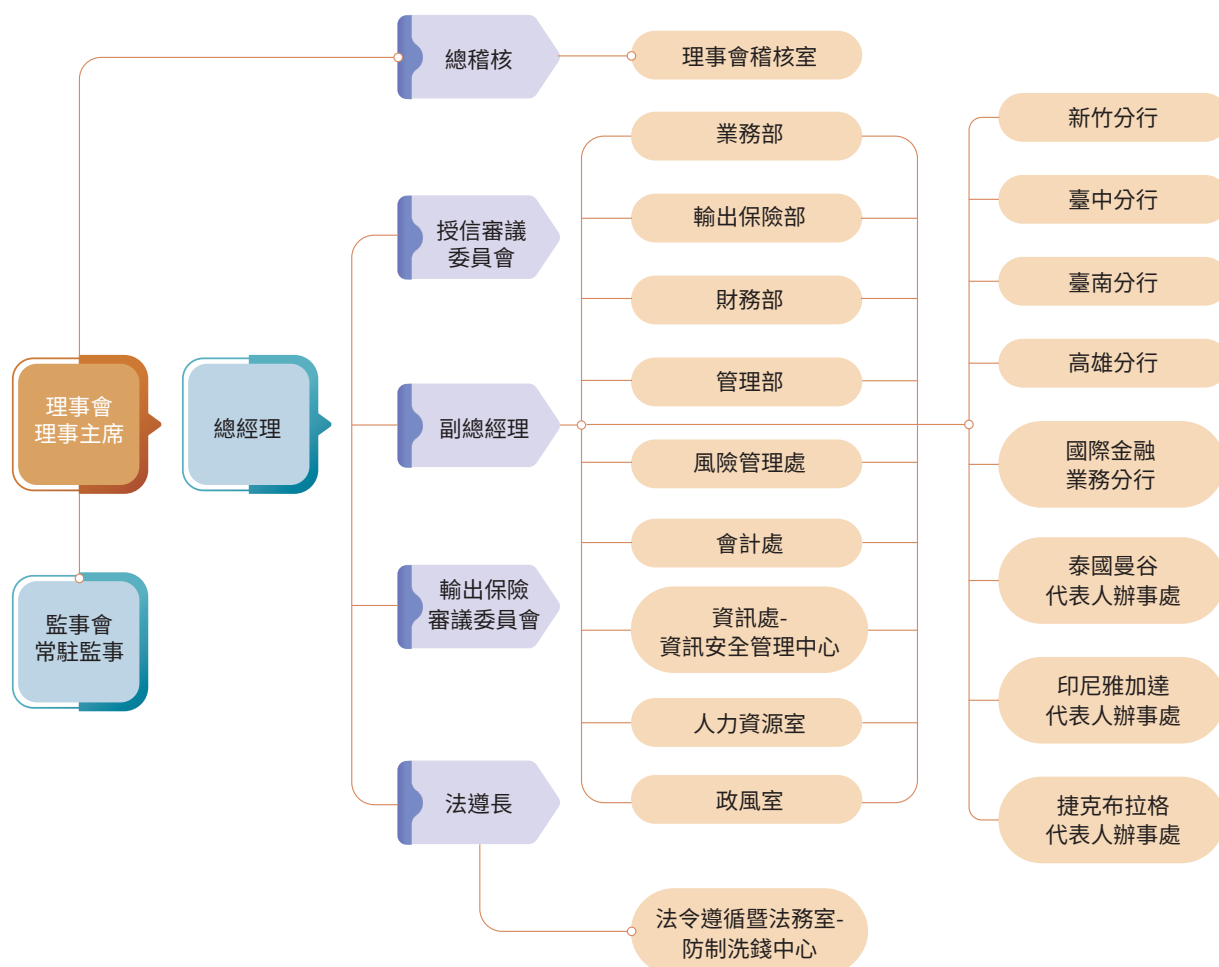 總稽核
理事會稽核室
業務部
新竹分行
輸出保險部
臺中分行
授信審議
委員會
財務部
臺南分行
管理部
高雄分行
理事會
理事主席
總經理
副總經理
風險管理處
國際金融
業務分行
會計處
泰國曼谷
代表人辦事處
監事會
常駐監事
輸出保險
審議委員會
資訊處-
資訊安全管理中心
印尼雅加達
代表人辦事處
人力資源室
法遵長
政風室
捷克布拉格
代表人辦事處
法令遵循暨法務室-
防制洗錢中心